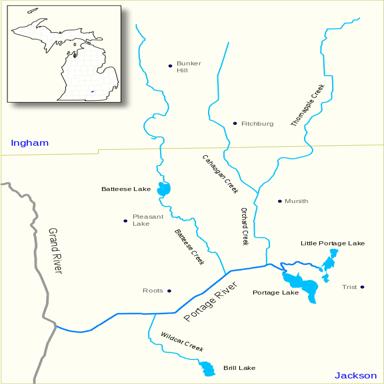 Bunker
Hill
Thornapple Creek
Fitchburg
Ingham
Cahaogan Creek
Batteese Lake
Munith
Orchard Creek
Pleasant
Lake
Grand River
Batteese Creek
Little Portage Lake
Portage Lake
Trist
Roots
Portage River
Wildcat Creek
Brill Lake
Jackson